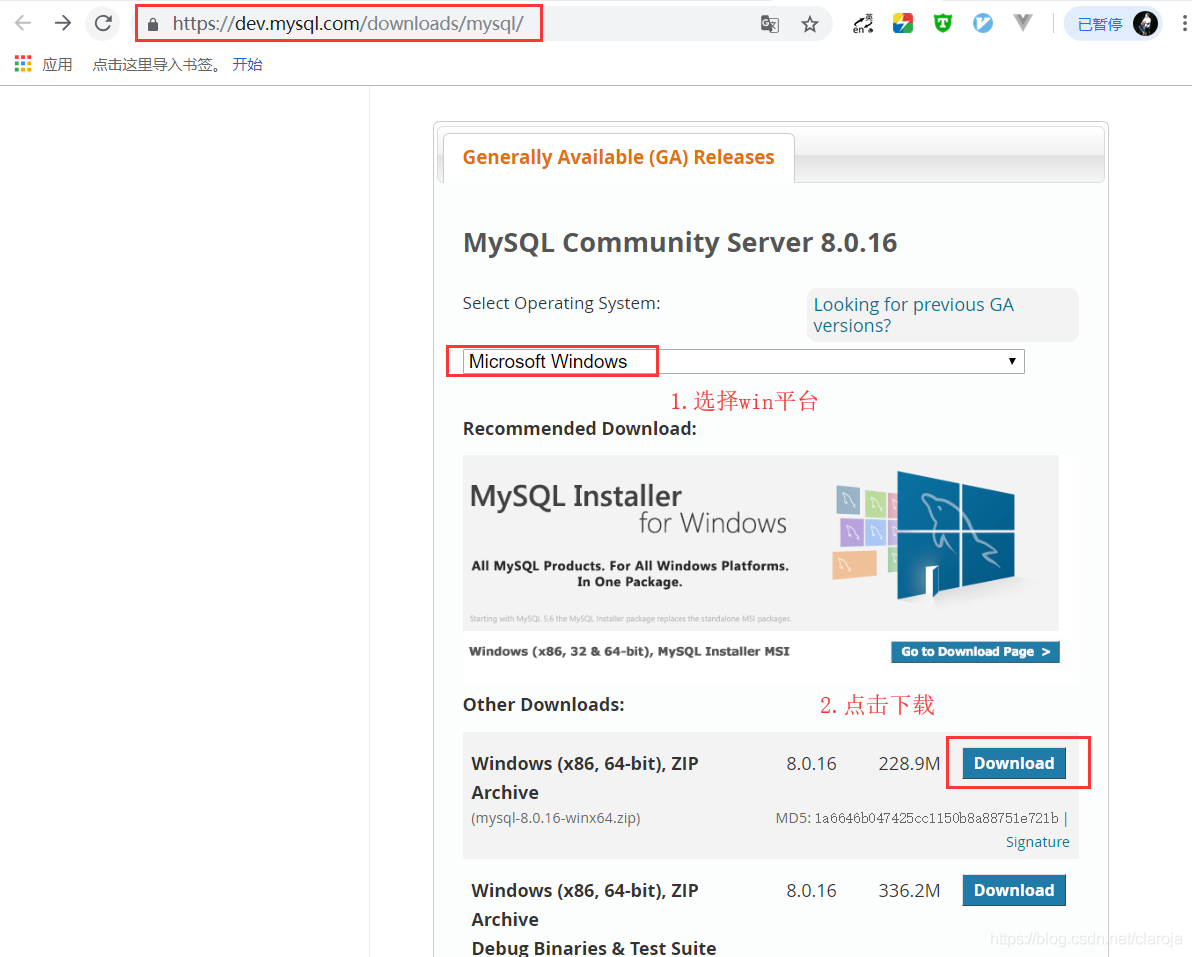 https://dev.mysql.com/downloads/mysql/
英
en
已暂停
应用 点击这里导入书签。 开始
Generally Available (GA) Releases
MySQL Community Server 8.0.16
Select Operating System:
Looking for previous GA
versions?
Microsoft Windows
1.选择win平台
Recommended Download:
MySQL Installer
for Windows
All MySQL Products. For All Windows Platforms.
In One Package.
Starting with MySQL 5.6 the MySQL Installer package replaces the standalone MSI packages.
Windows (x86, 32 & 64-bit), MySQL Installer MSI
Go to Download Page >
Other Downloads:
2.点击下载
Windows (x86, 64-bit), ZIP
Archive
8.0.16 228.9M Download
(mysql-8.0.16-winx64.zip)
MD5: 1a6646b047425cc1150b8a88751e721b |
Signature
Windows (x86, 64-bit), ZIP
Archive
Debug Binaries & Test Suite
8.0.16 336.2M Download
https://blog.csdn.net/claroja